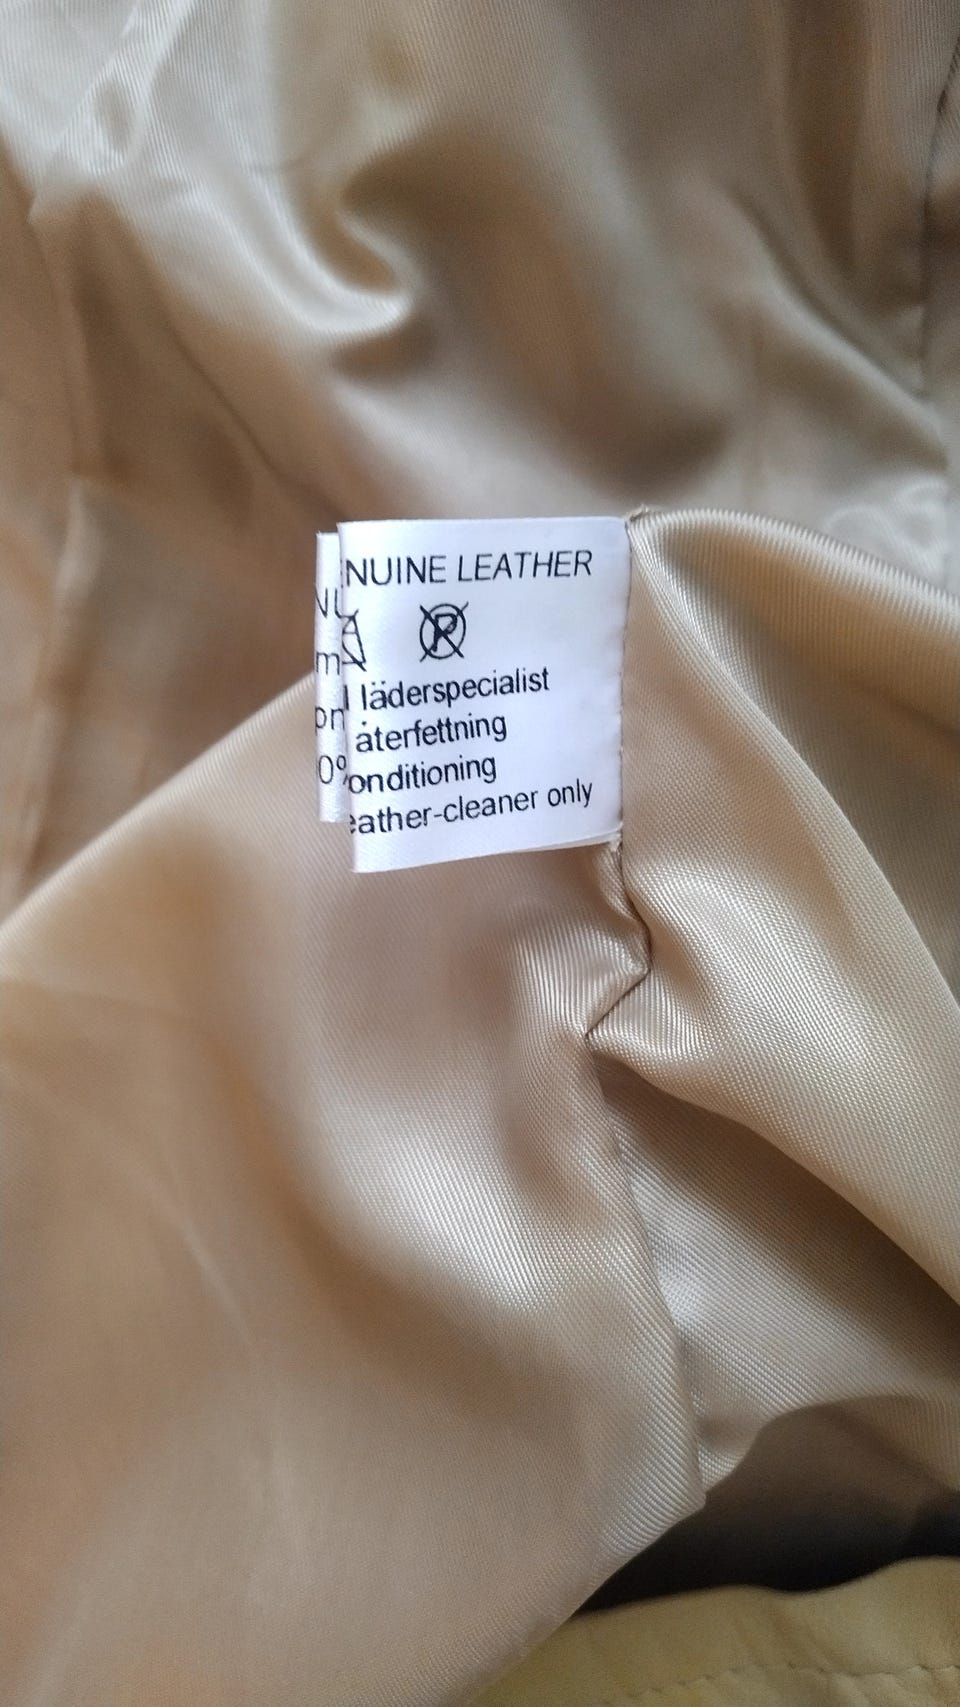 NUINE LEATHER
P
läderspecialist
återfettning
onditioning
eather-cleaner only